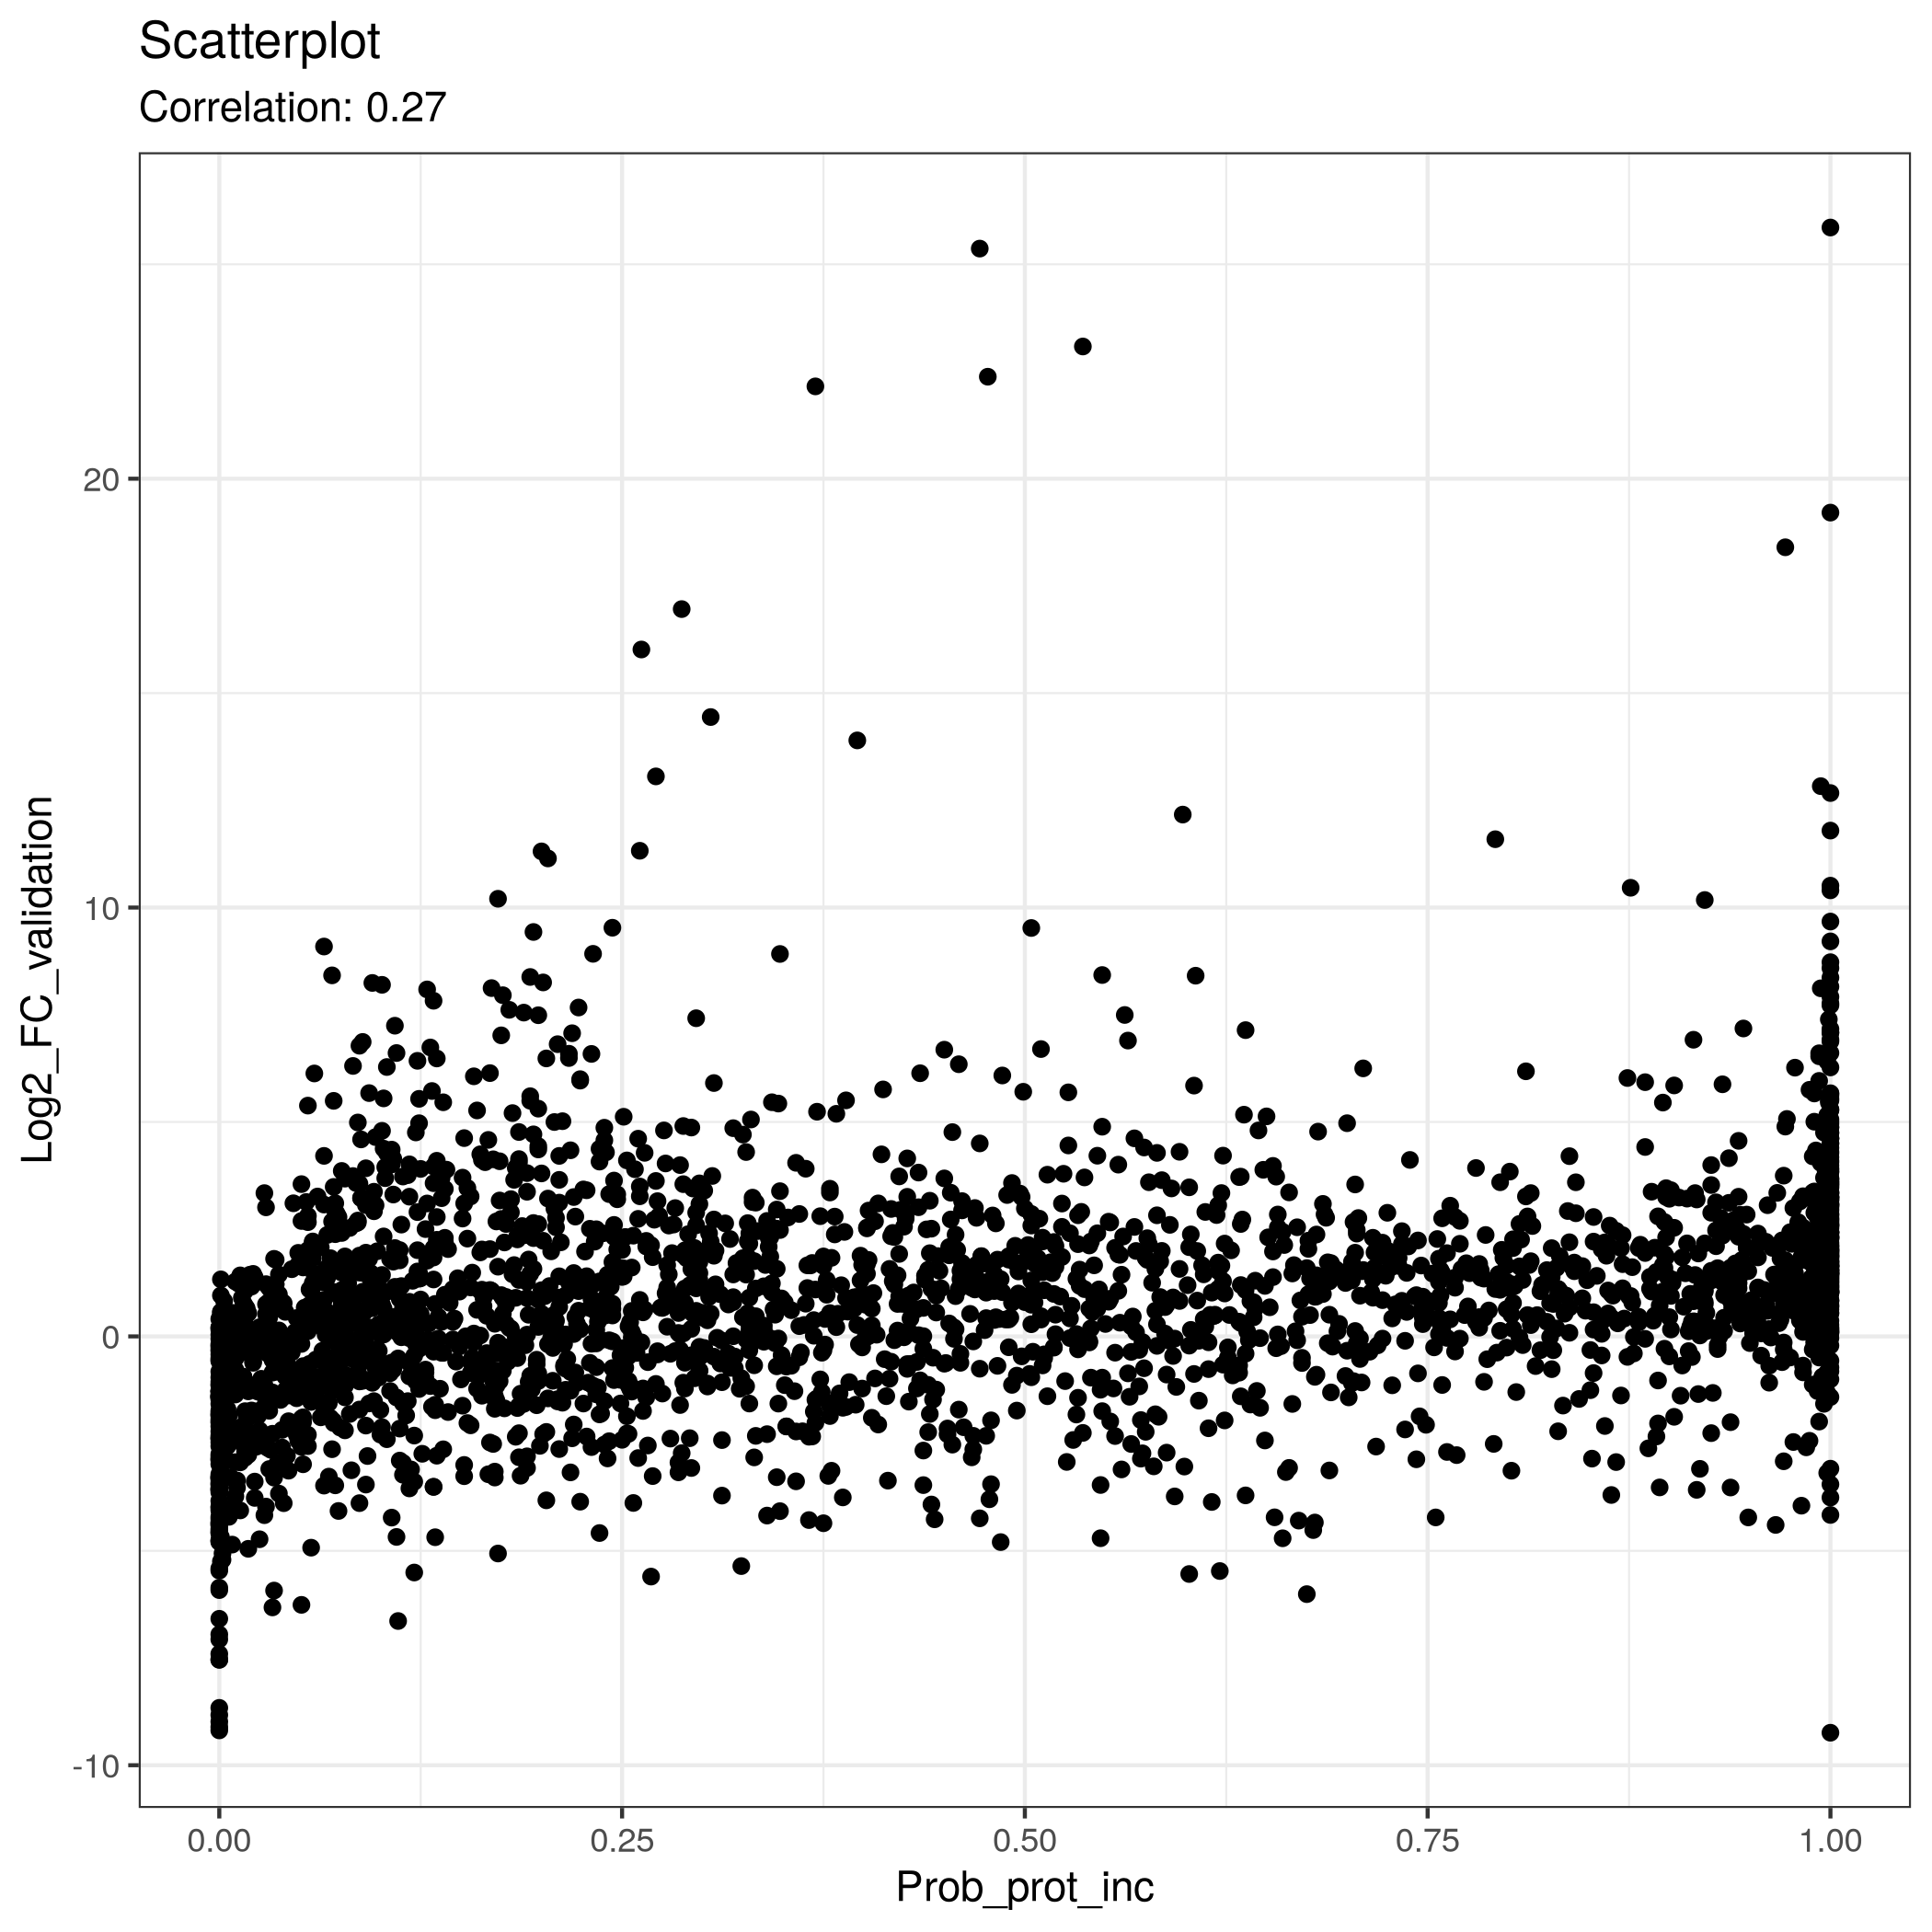 Scatterplot
Correlation: 0.27
Log2_FC_validation
20
10
0
-10
0.00 0.25 0.50 0.75 1.00
Prob_prot_inc